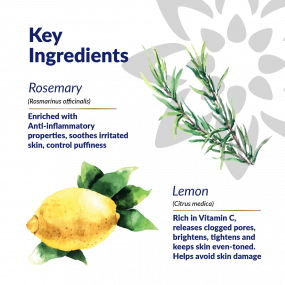 Key
Ingredients
Rosemary
(Rosmarinus officinalis)
Enriched with
Anti-inflammatory
properties, soothes irritated
skin, control puffiness
Lemon
(Citrus medica)
Rich in Vitamin C,
releases clogged pores,
brightens, tightens and
keeps skin even-toned.
Helps avoid skin damage